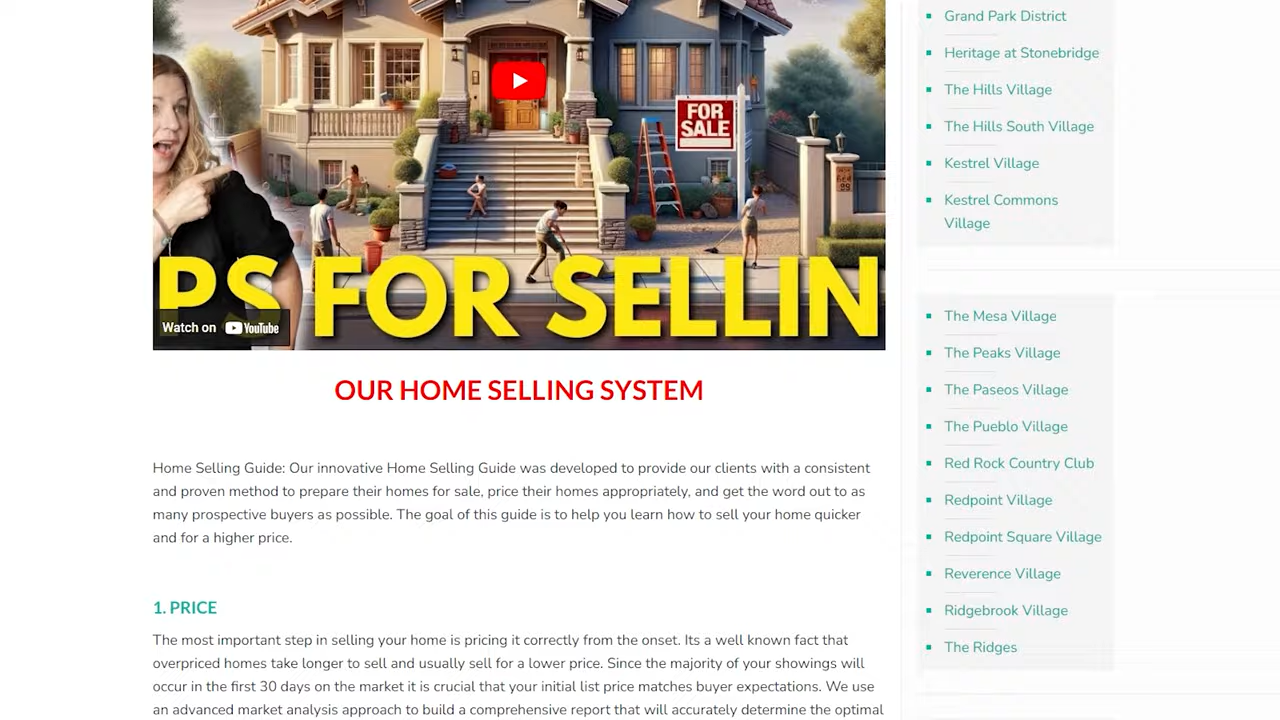 FOR
SALE
PS FOR SELLIN
Watch on YouTube
OUR HOME SELLING SYSTEM
Home Selling Guide: Our innovative Home Selling Guide was developed to provide our clients with a consistent
and proven method to prepare their homes for sale, price their homes appropriately, and get the word out to as
many prospective buyers as possible. The goal of this guide is to help you learn how to sell your home quicker
and for a higher price.
1. PRICE
The most important step in selling your home is pricing it correctly from the onset. Its a well known fact that
overpriced homes take longer to sell and usually sell for a lower price. Since the majority of your showings will
occur in the first 30 days on the market it is crucial that your initial list price matches buyer expectations. We use
an advanced market analysis approach to build a comprehensive report that will accurately determine the optimal
Grand Park District
Heritage at Stonebridge
The Hills Village
The Hills South Village
Kestrel Village
Kestrel Commons
Village
The Mesa Village
The Peaks Village
The Paseos Village
The Pueblo Village
Red Rock Country Club
Redpoint Village
Redpoint Square Village
Reverence Village
Ridgebrook Village
The Ridges